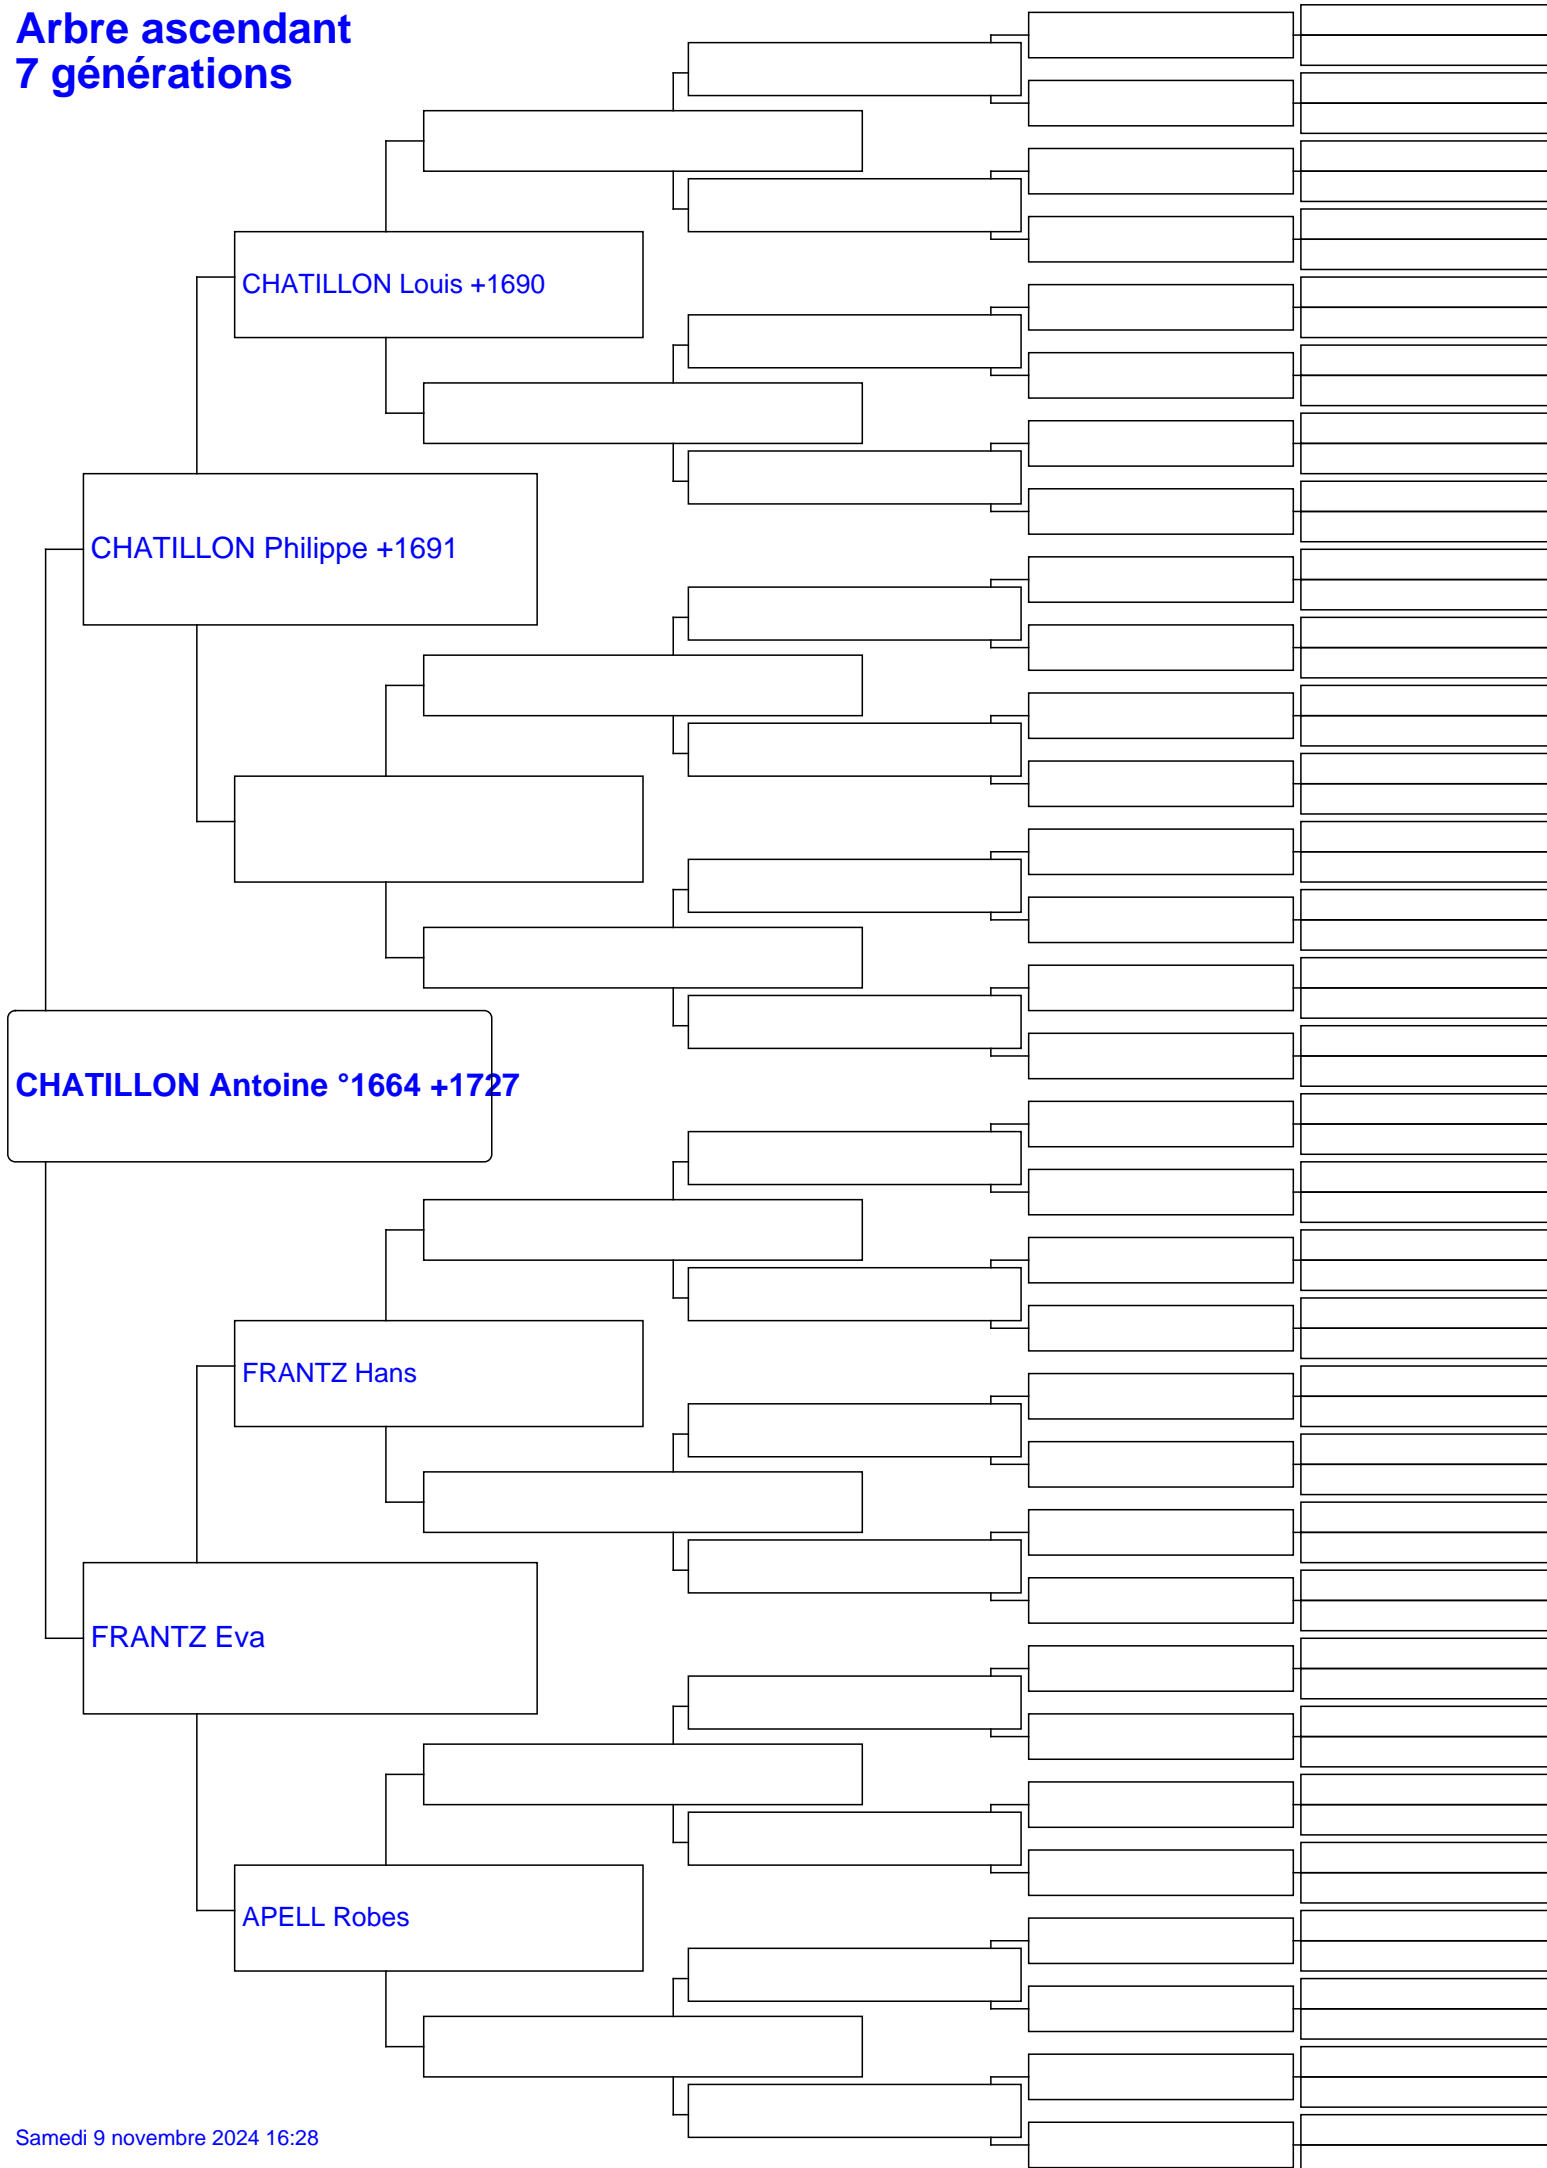 Arbre ascendant
7 générations
CHATILLON Louis +1690
CHATILLON Philippe +1691
CHATILLON Antoine °1664 +1727
FRANTZ Hans
FRANTZ Eva
APELL Robes
Samedi 9 novembre 2024 16:28